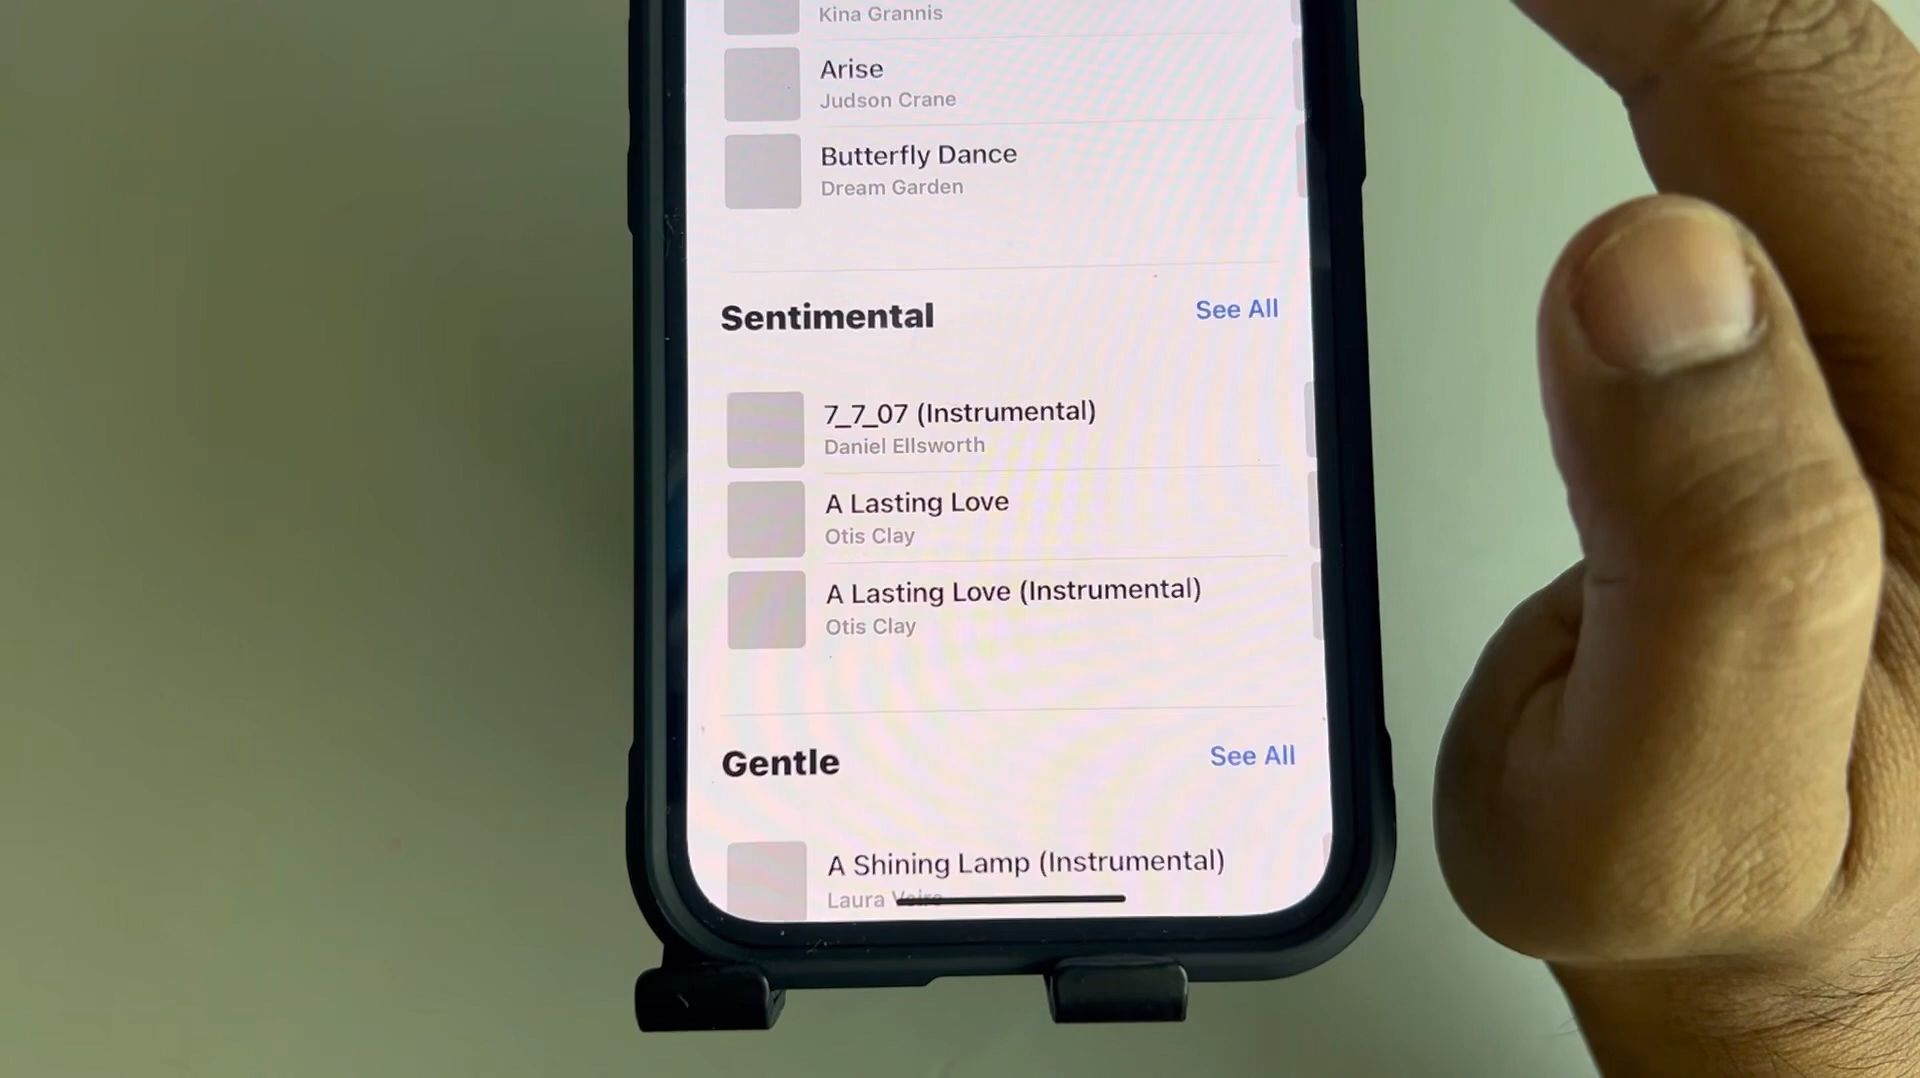 Kina Grannis
Arise
Judson Crane
Butterfly Dance
Dream Garden
Sentimental
See All
7_7_07 (Instrumental)
Daniel Ellsworth
A Lasting Love
Otis Clay
A Lasting Love (Instrumental)
Otis Clay
Gentle
See All
A Shining Lamp (Instrumental)
Laura